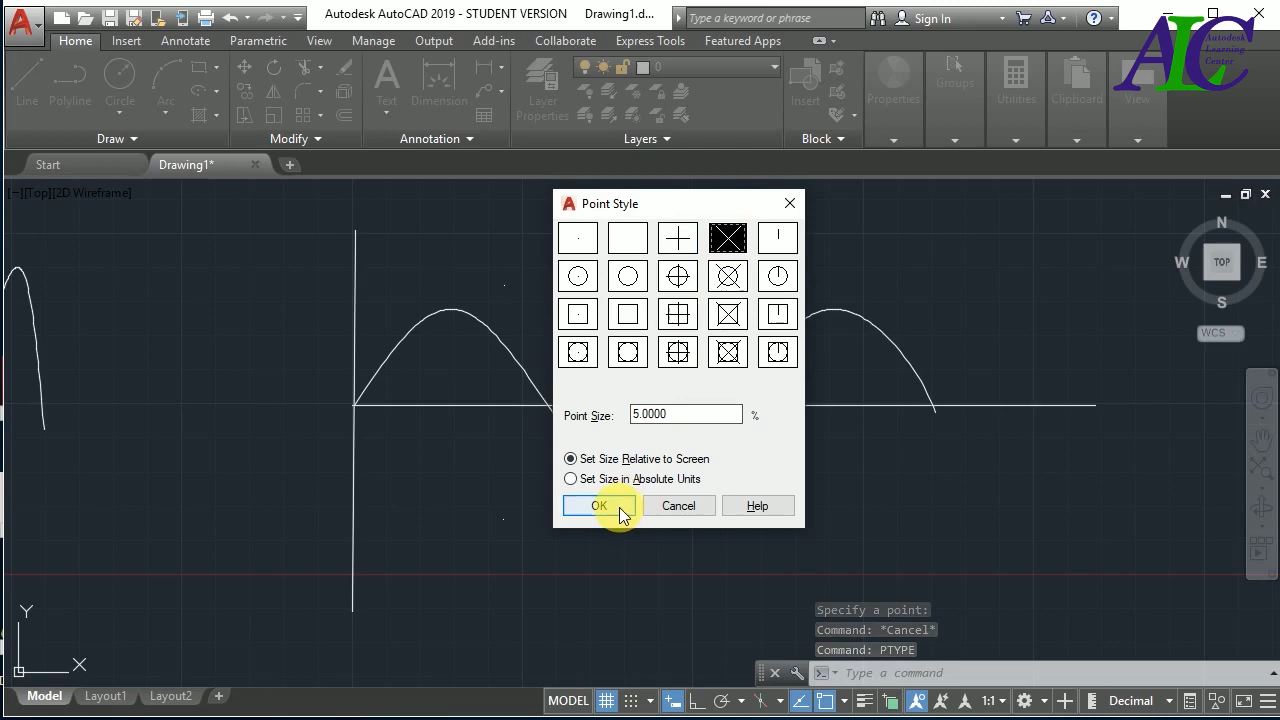 Autodesk AutoCAD 2019 - STUDENT VERSION Drawing1.d...
Type a keyword or phrase
Sign In
ALC
Autodesk
Learning
Center
Home Insert Annotate Parametric View Manage Output Add-ins Collaborate Express Tools Featured Apps
Line Polyline Circle Arc
Text Dimension
Layer
Properties
0
Insert
Properties
Groups
Utilities
Clipboard
View
Draw Modify Annotation Layers Block
Start
Drawing1*
[−][Top][2D Wireframe]
Point Style
Point Size:
5.0000
%
Set Size Relative to Screen
Set Size in Absolute Units
OK
Cancel
Help
N
W
TOP
E
S
WCS
Y
X
Specify a point:
Command: *Cancel*
Command: PTYPE
Type a command
Model Layout1 Layout2
MODEL
1:1
Decimal